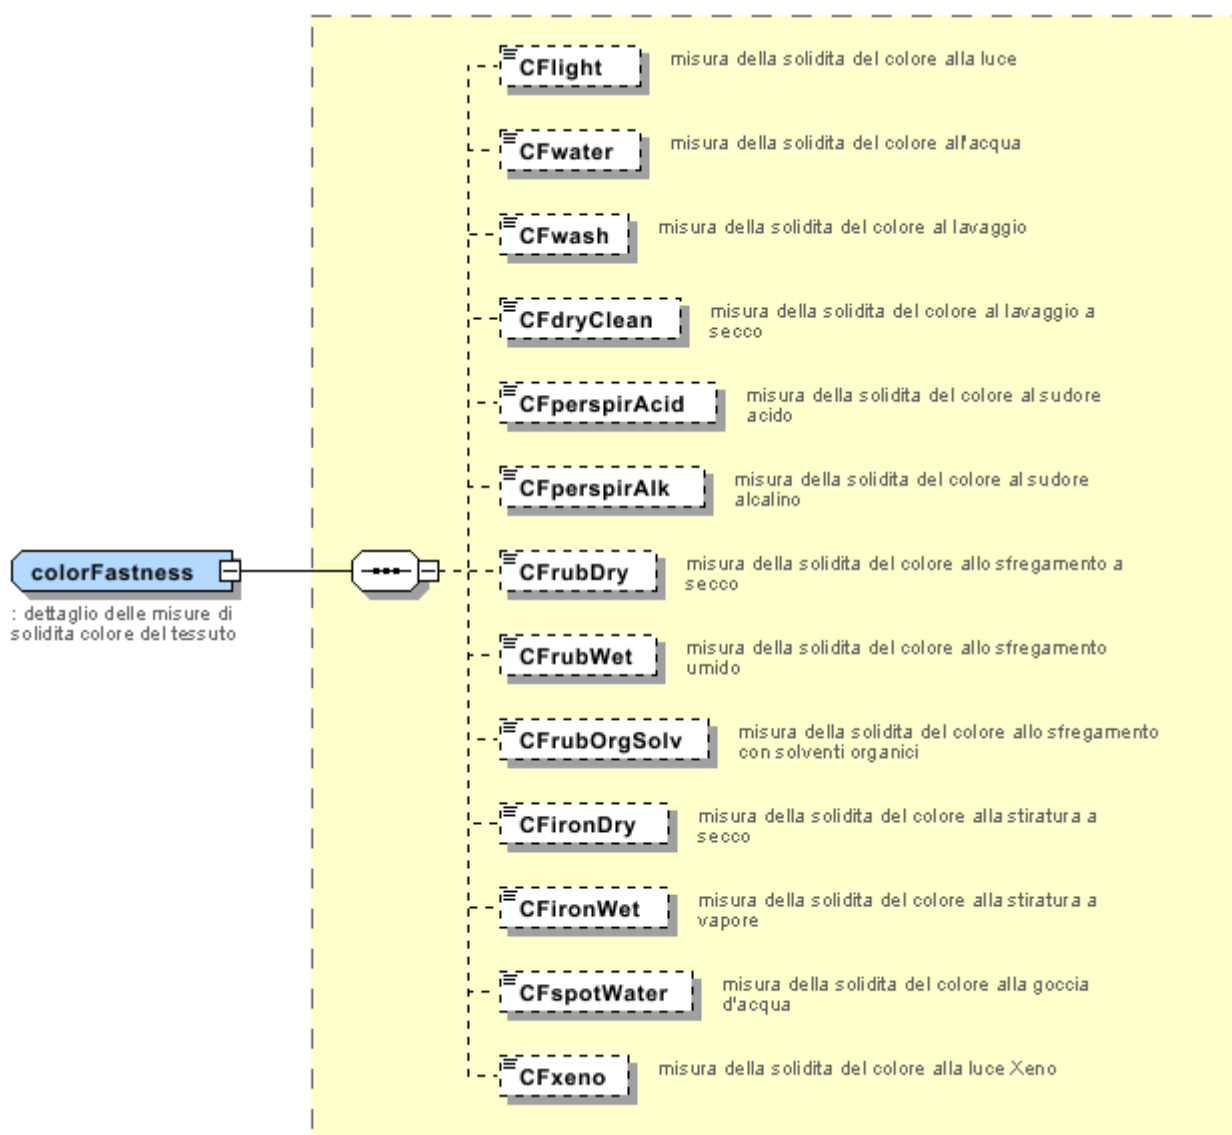 CFlight
misura della solidita del colore alla luce
CFwater
misura della solidita del colore all'acqua
CFwash
misura della solidita del colore al lavaggio
CFdryClean
misura della solidita del colore al lavaggio a
secco
CFperspirAcid
misura della solidita del colore al sudore
acido
CFperspirAlk
misura della solidita del colore al sudore
alcalino
colorFastness
: dettaglio delle misure di
solidita colore del tessuto
CFrubDry
misura della solidita del colore allo sfregamento a
secco
CFrubWet
misura della solidita del colore allo sfregamento
umido
CFrubOrgSolv
misura della solidita del colore allo sfregamento
con solventi organici
CFironDry
misura della solidita del colore alla stiratura a
secco
CFironWet
misura della solidita del colore alla stiratura a
vapore
CFspotWater
misura della solidita del colore alla goccia
d'acqua
CFxeno
misura della solidita del colore alla luce Xeno